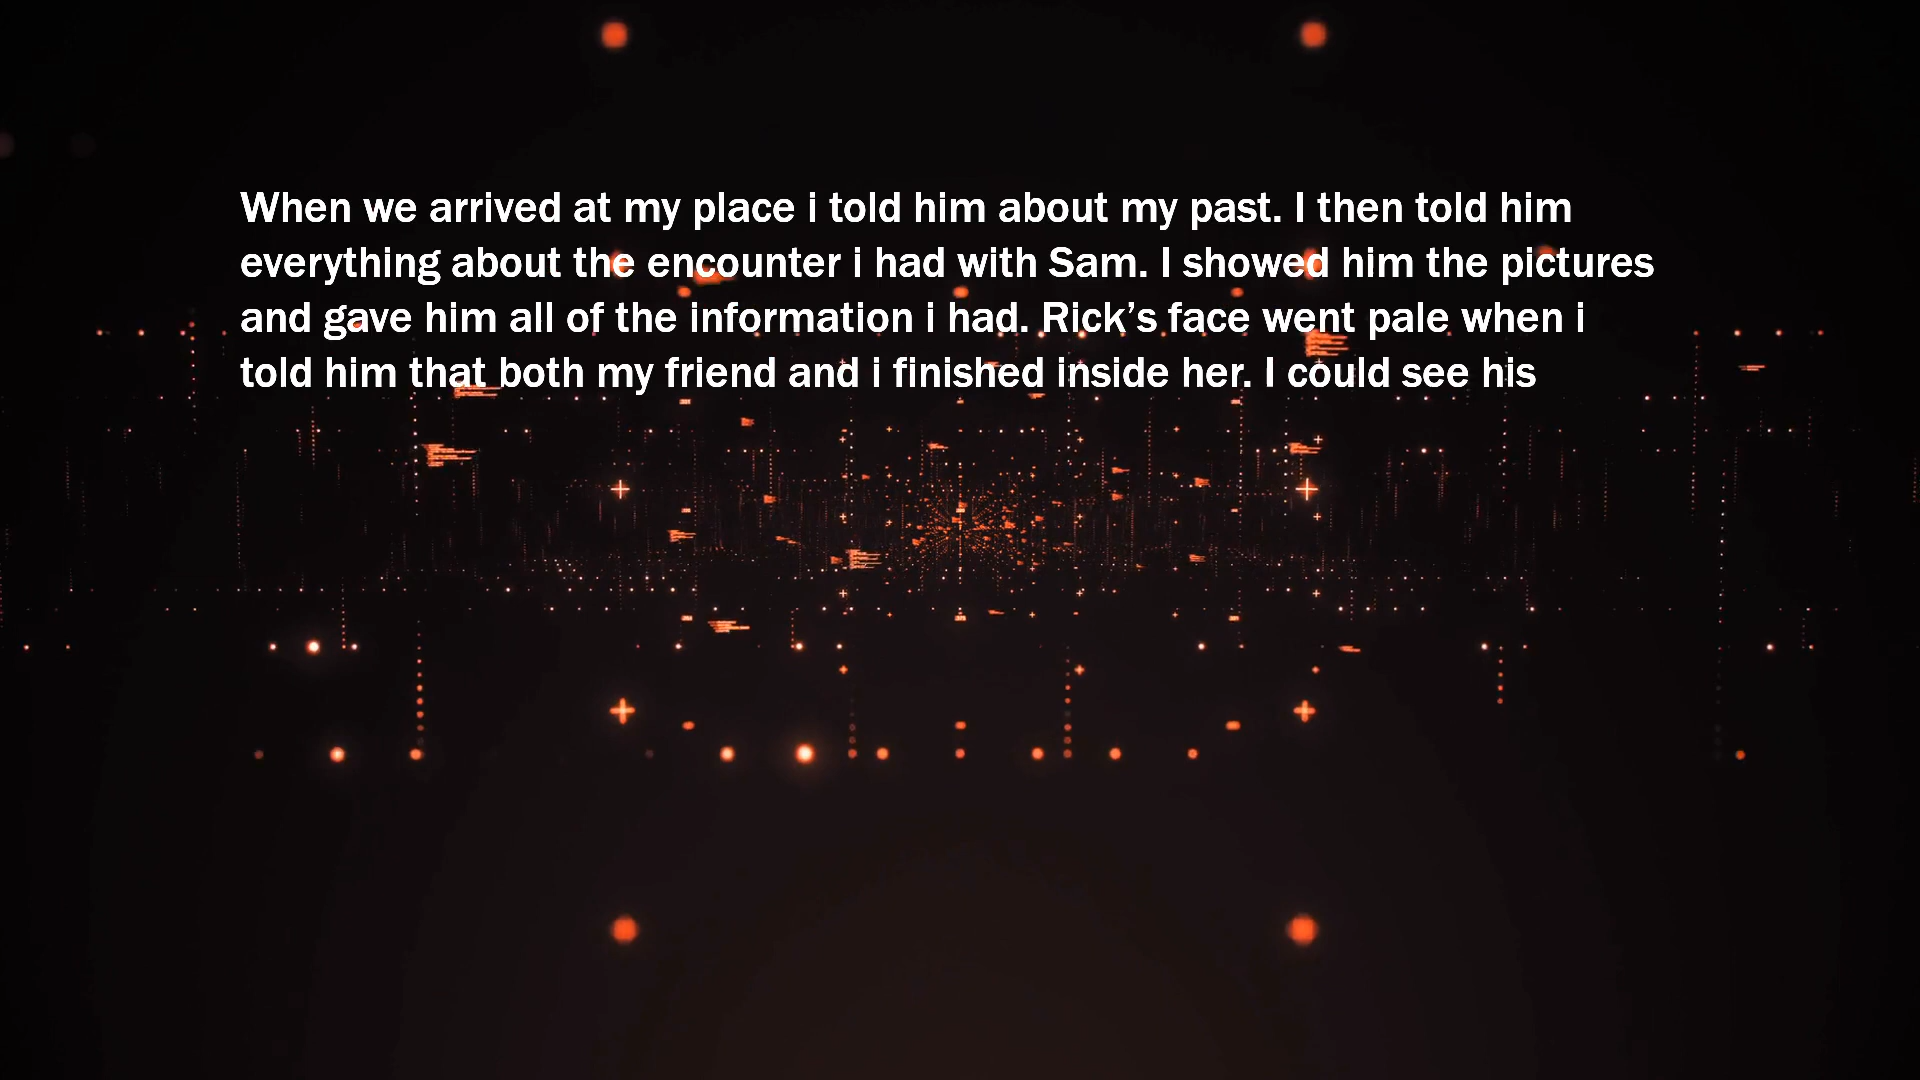 When we arrived at my place i told him about my past. I then told him
everything about the encounter i had with Sam. I showed him the pictures
and gave him all of the information i had. Rick’s face went pale when i
told him that both my friend and i finished inside her. I could see his